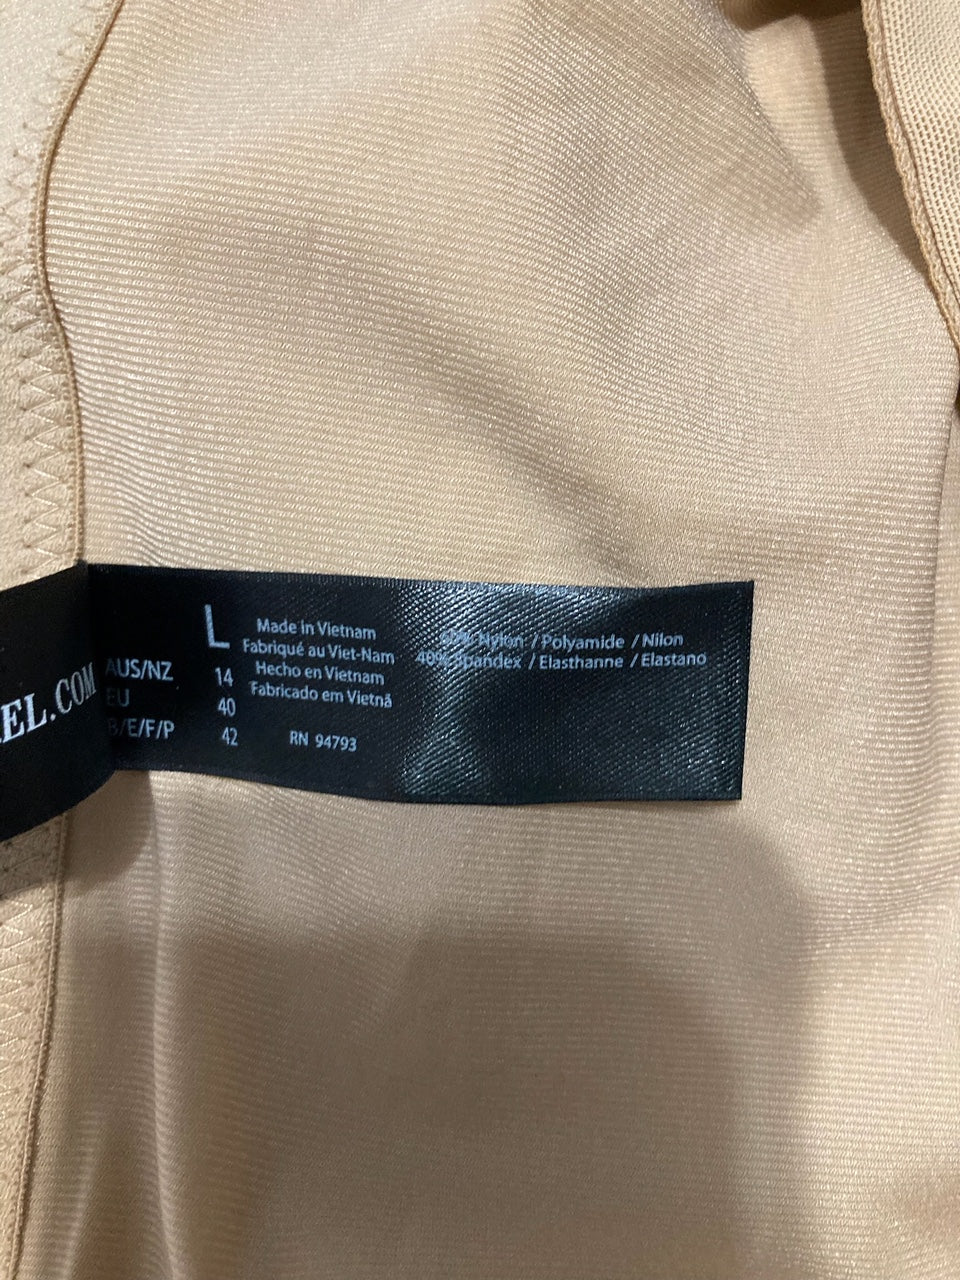 EL.COM
L
AUS/NZ 14
EU 40
B/E/F/P 42
Made in Vietnam
Fabriqué au Viet-Nam
Hecho en Vietnam
Fabricado em Vietnã
RN 94793
60% Nylon / Polyamide / Nilon
40% Spandex / Elasthanne / Elastano